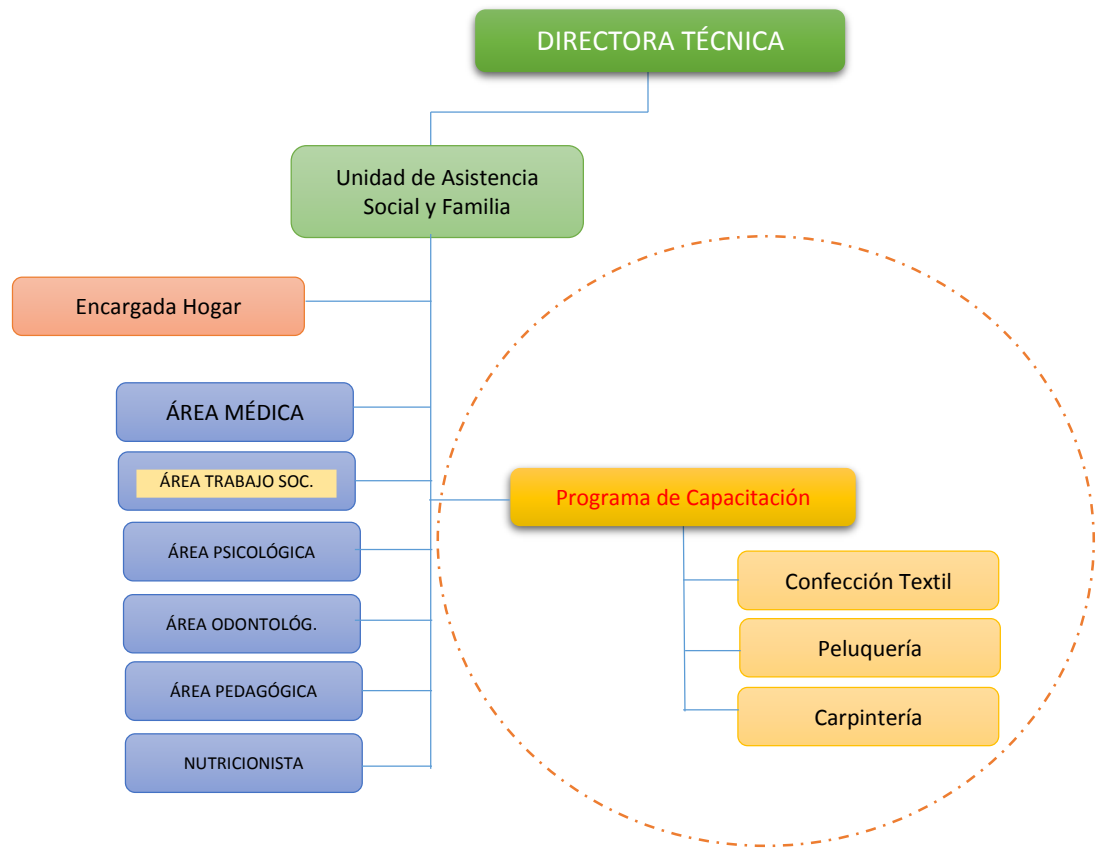 DIRECTORA TÉCNICA
Unidad de Asistencia
Social y Familia
Encargada Hogar
ÁREA MÉDICA
ÁREA TRABAJO SOC.
ÁREA PSICOLÓGICA
ÁREA ODONTOLÓG.
ÁREA PEDAGÓGICA
NUTRICIONISTA
Programa de Capacitación
Confección Textil
Peluquería
Carpintería